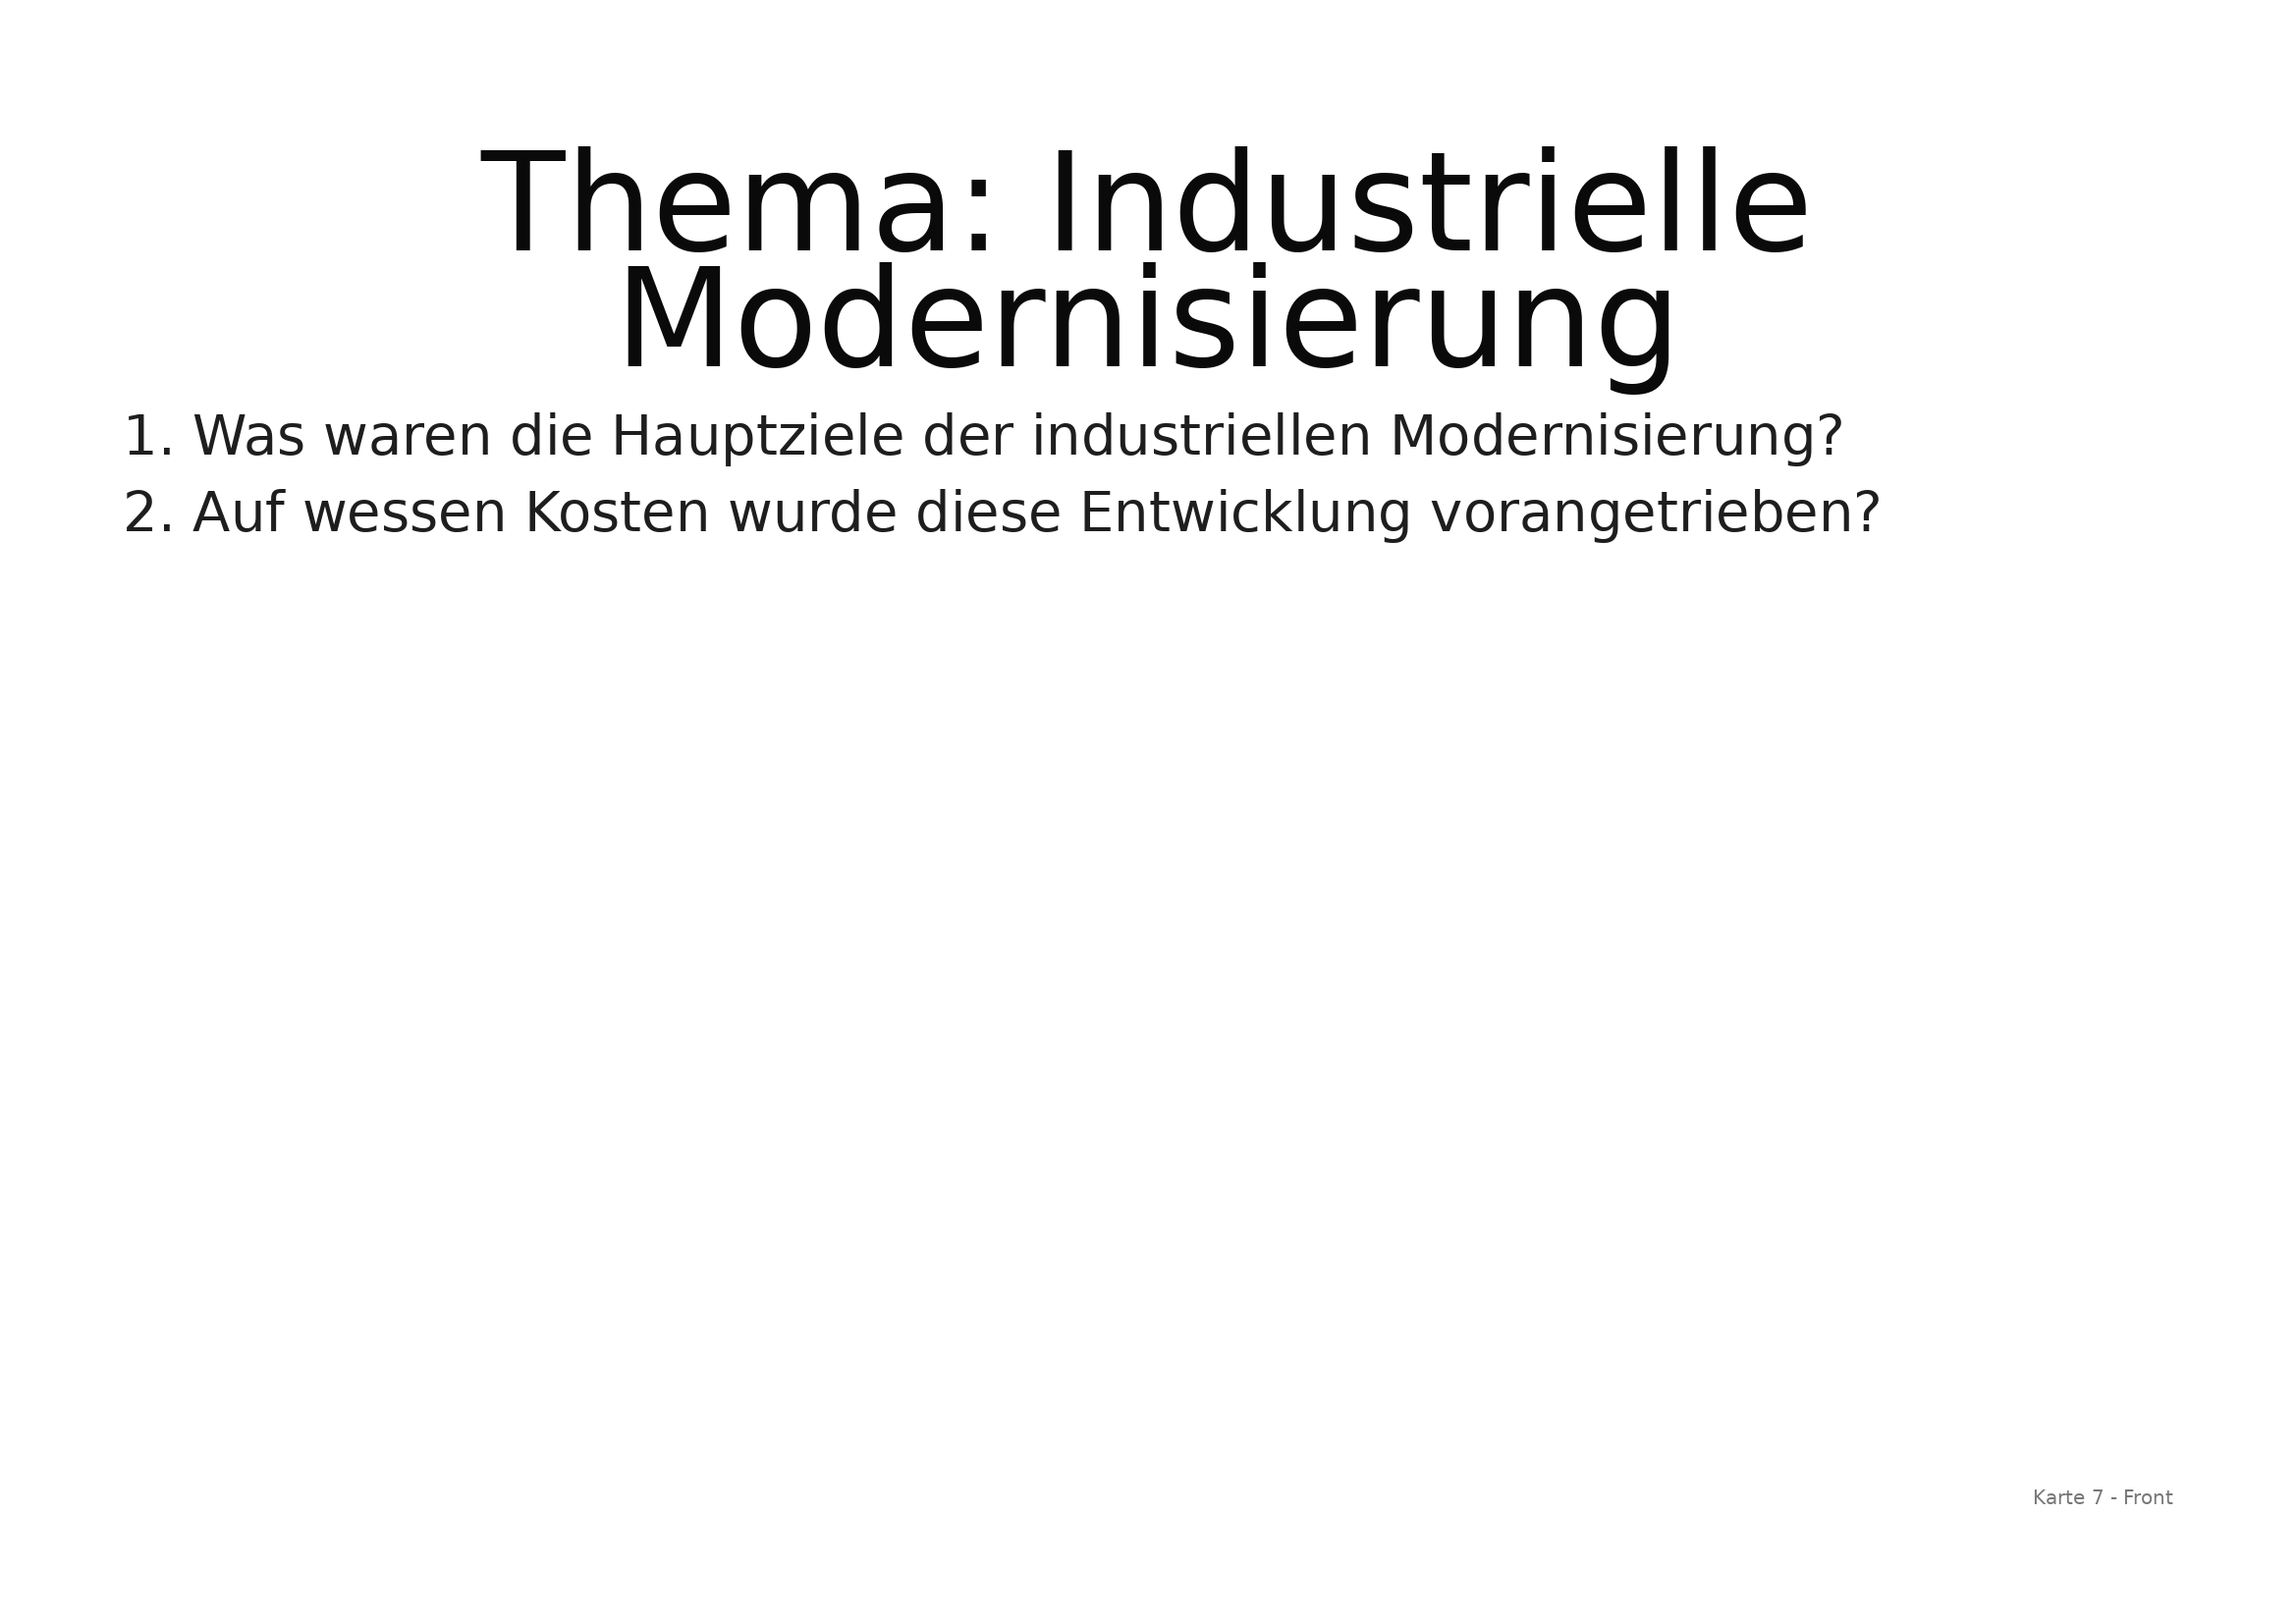 Thema: Industrielle
Modernisierung
1. Was waren die Hauptziele der industriellen Modernisierung?
2. Auf wessen Kosten wurde diese Entwicklung vorangetrieben?
Karte 7 - Front